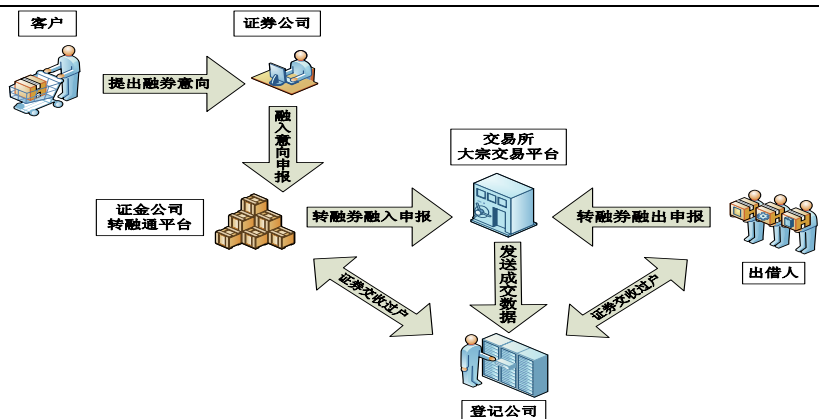 客户
证券公司
提出融券意向
融入意向申报
交易所
大宗交易平台
证金公司
转融通平台
转融券融入申报
转融券融出申报
出借人
发送成交数据
证券交收过户
证券交收过户
登记公司